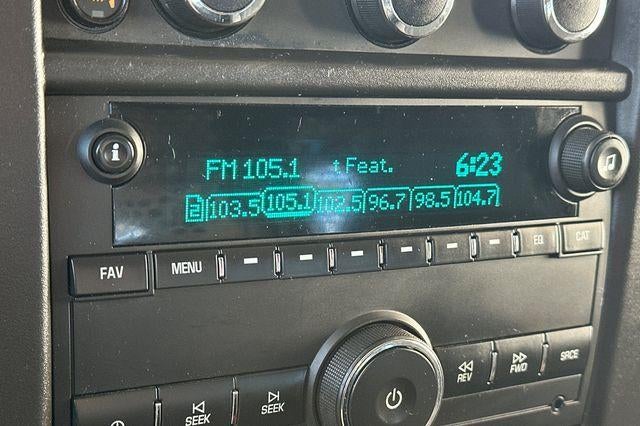 i
FM 105.1 t Feat. 6:23
2 103.5 105.1 102.5 96.7 98.5 104.7
FAV MENU EQ CAT
SEEK SEEK REV FWD SRCE